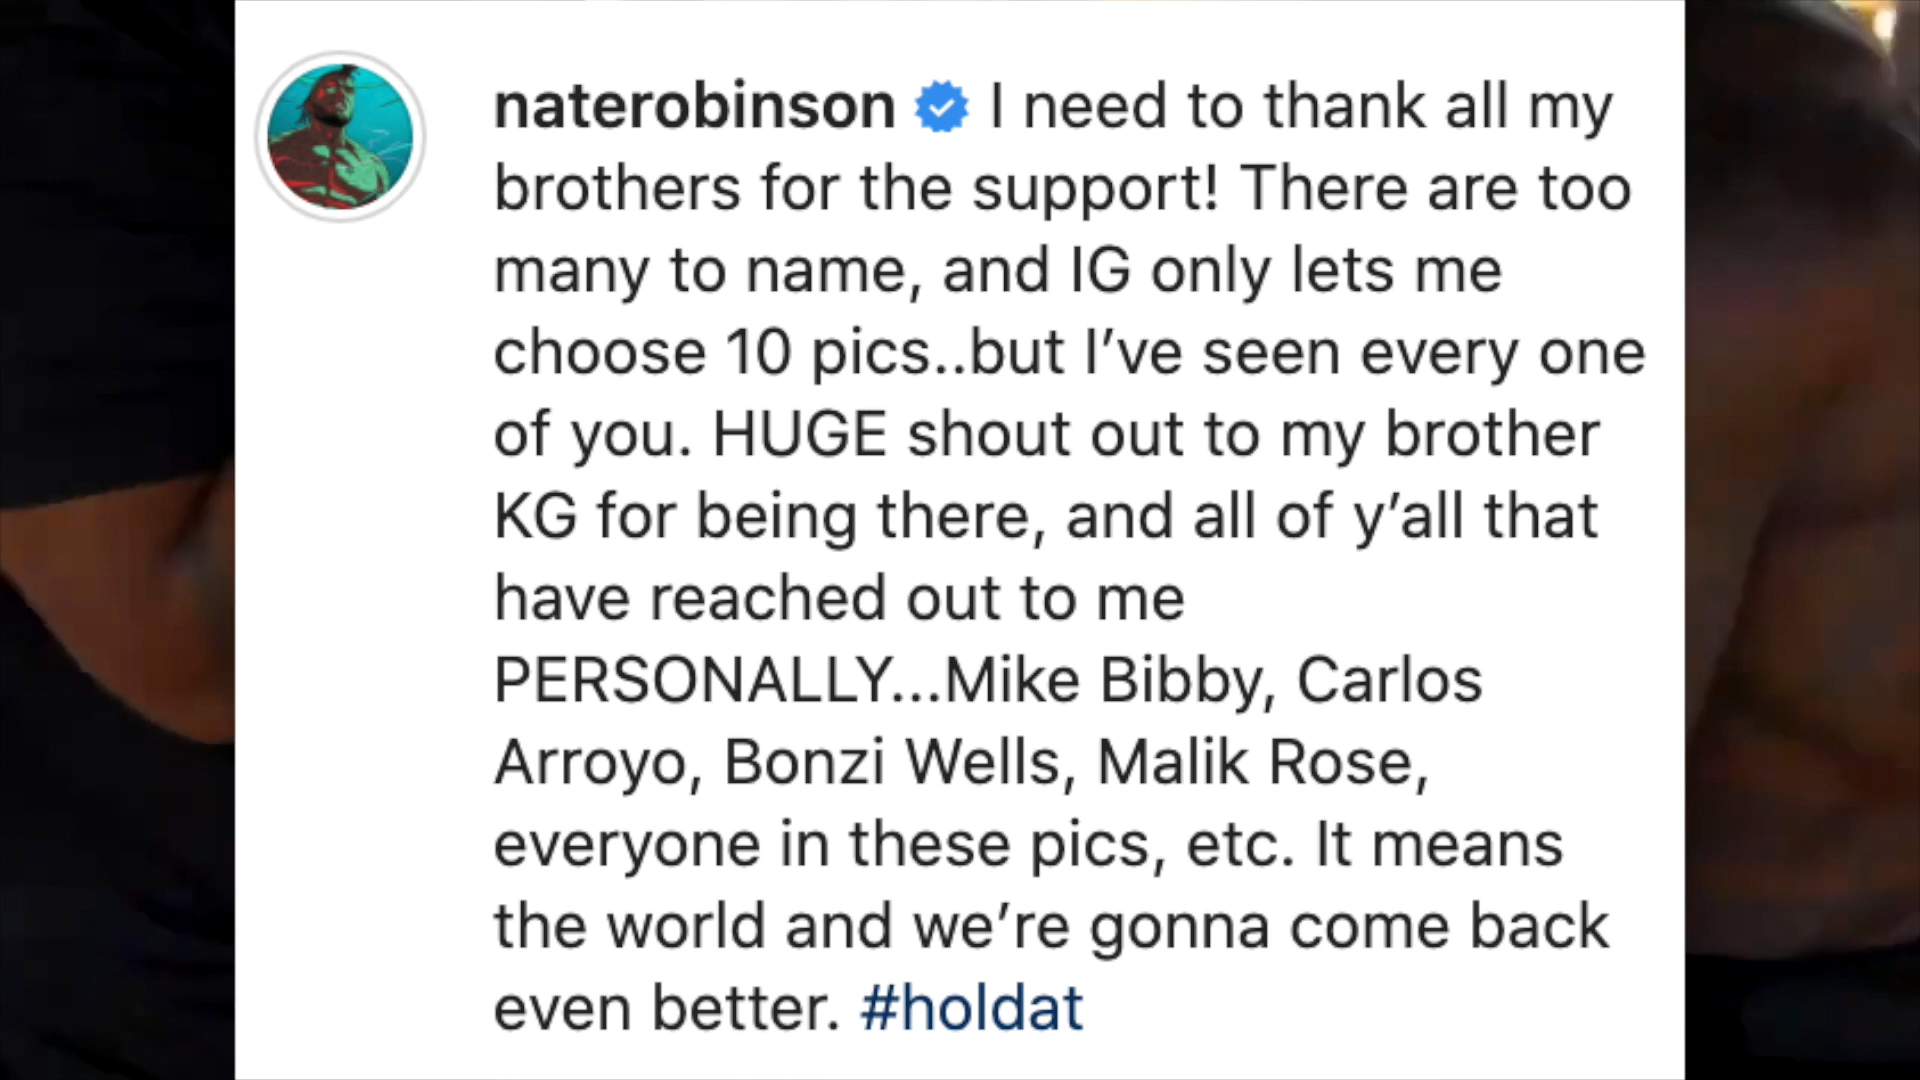 naterobinson I need to thank all my
brothers for the support! There are too
many to name, and IG only lets me
choose 10 pics..but I’ve seen every one
of you. HUGE shout out to my brother
KG for being there, and all of y’all that
have reached out to me
PERSONALLY...Mike Bibby, Carlos
Arroyo, Bonzi Wells, Malik Rose,
everyone in these pics, etc. It means
the world and we’re gonna come back
even better. #holdat